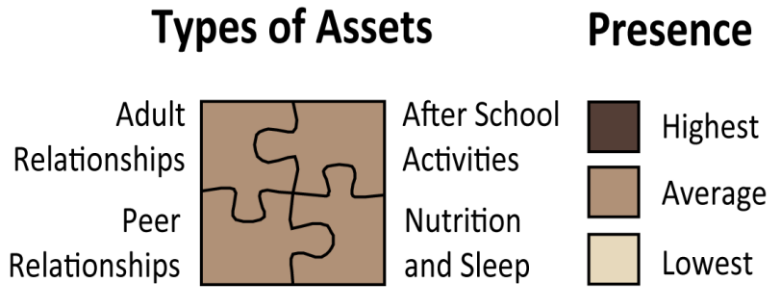 Types of Assets
Presence
Adult
Relationships
After School
Activities
Peer
Relationships
Nutrition
and Sleep
Highest
Average
Lowest